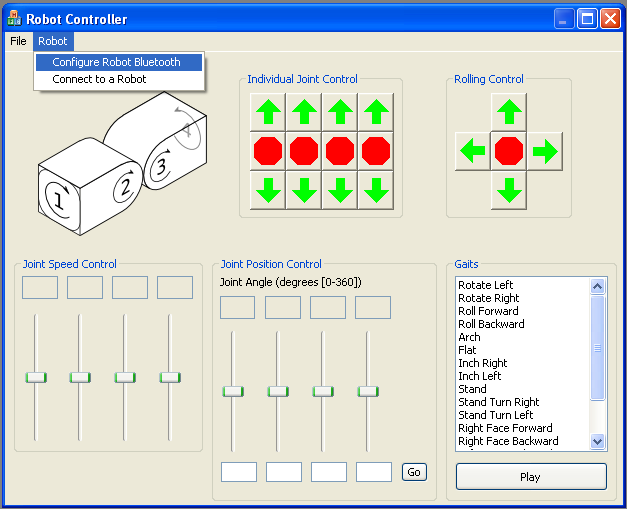 Robot Controller
File Robot
Configure Robot Bluetooth
Connect to a Robot
Individual Joint Control
Rolling Control
1
2
3
4
Joint Speed Control
Joint Position Control
Joint Angle (degrees [0-360])
Go
Gaits
Rotate Left
Rotate Right
Roll Forward
Roll Backward
Arch
Flat
Inch Right
Inch Left
Stand
Stand Turn Right
Stand Turn Left
Right Face Forward
Right Face Backward
Play